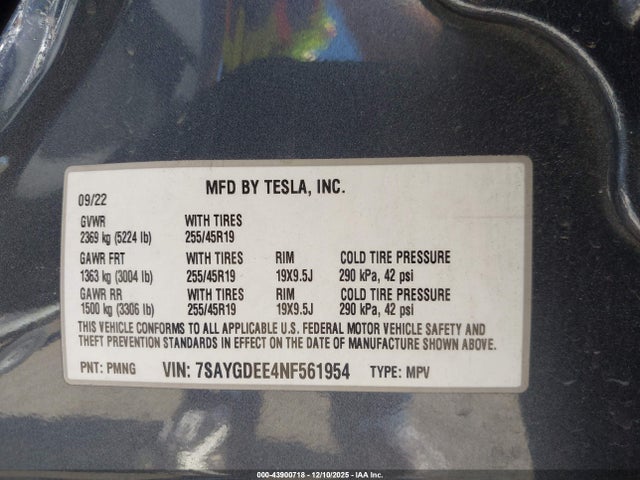 MFD BY TESLA, INC.
09/22
GVWR WITH TIRES
2369 kg (5224 lb) 255/45R19
GAWR FRT WITH TIRES RIM COLD TIRE PRESSURE
1363 kg (3004 lb) 255/45R19 19X9.5J 290 kPa, 42 psi
GAWR RR WITH TIRES RIM COLD TIRE PRESSURE
1500 kg (3306 lb) 255/45R19 19X9.5J 290 kPa, 42 psi
THIS VEHICLE CONFORMS TO ALL APPLICABLE U.S. FEDERAL MOTOR VEHICLE SAFETY AND
THEFT PREVENTION STANDARDS IN EFFECT ON THE DATE OF MANUFACTURE SHOWN ABOVE.
PNT: PMNG VIN: 7SAYGDEE4NF561954 TYPE: MPV
000-43900718 - 12/10/2025 - IAA Inc.